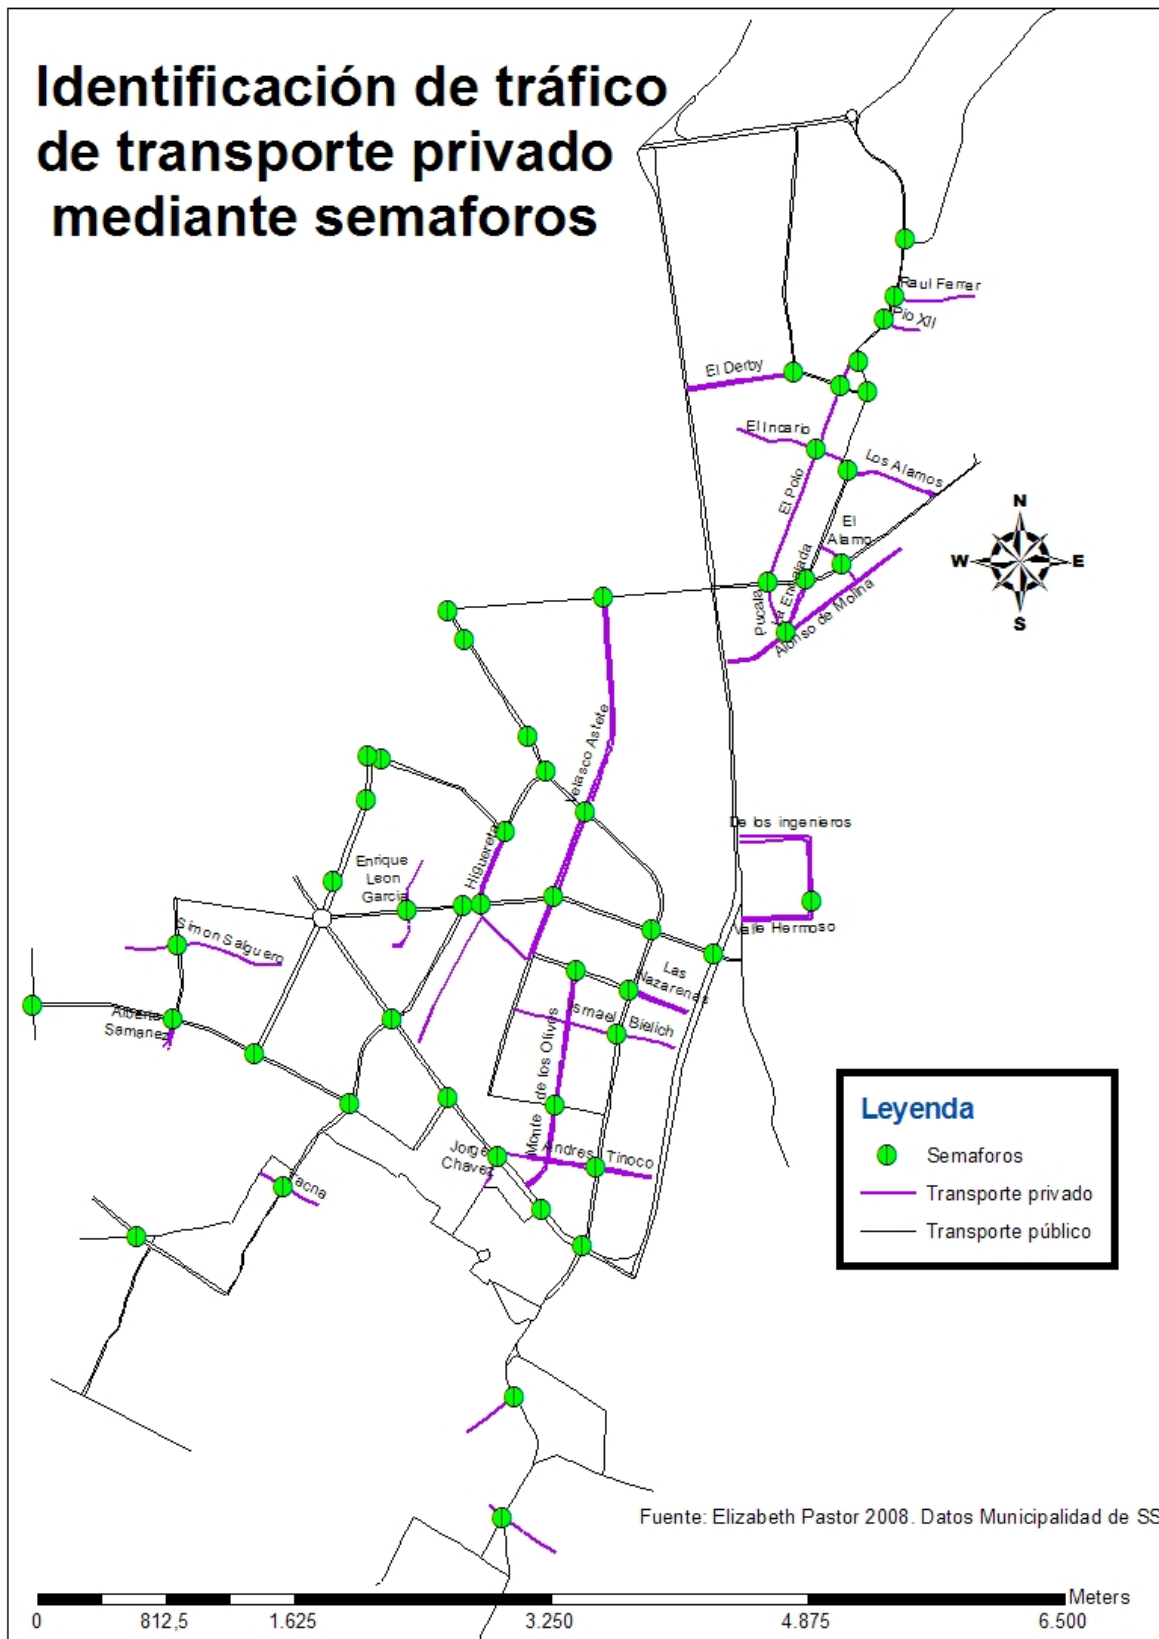 Identificación de tráfico
de transporte privado
mediante semaforos
Raul Ferrer
Pio XII
El Derby
El Incario
Los Alamos
El Polo
El
Alamo
La Encalada
Pucala
Alonso de Molina
N
W
E
S
Velasco Astete
De los ingenieros
Higuereta
Enrique
Leon
Garcia
Valle Hermoso
Simon Salguero
Las
Nazarenas
Ismael Bielich
Alberto
Samanez
Monte de los Olivos
Jorge
Chavez
Andres Tinoco
Tacna
Leyenda
Semaforos
Transporte privado
Transporte público
Fuente: Elizabeth Pastor 2008. Datos Municipalidad de SS
Meters
0 812,5 1.625 3.250 4.875 6.500